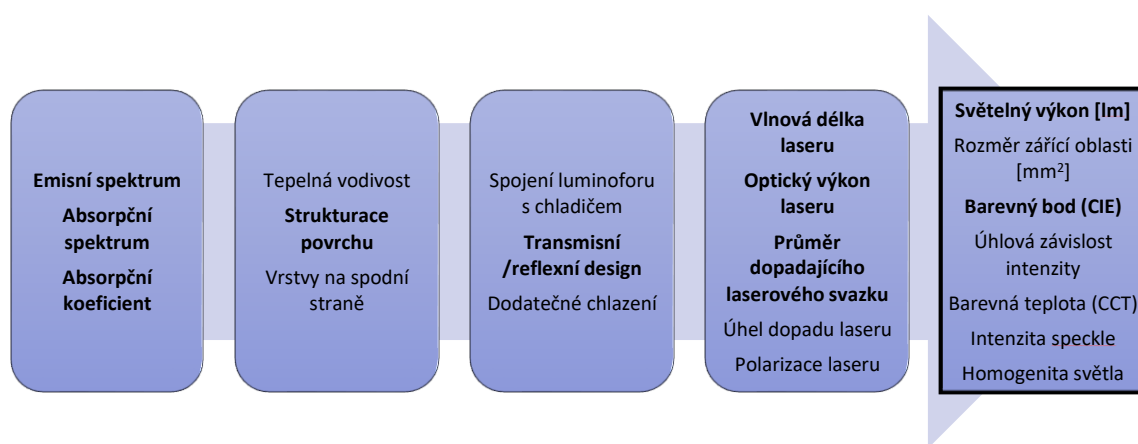 Emisní spektrum
Absorpční
spektrum
Absorpční
koeficient
Tepelná vodivost
Strukturace
povrchu
Vrstvy na spodní
straně
Spojení luminoforu
s chladičem
Transmisní
/reflexní design
Dodatečné chlazení
Vlnová délka
laseru
Optický výkon
laseru
Průměr
dopadajícího
laserového svazku
Úhel dopadu laseru
Polarizace laseru
Světelný výkon [lm]
Rozměr zářící oblasti
[mm²]
Barevný bod (CIE)
Úhlová závislost
intenzity
Barevná teplota (CCT)
Intenzita speckle
Homogenita světla